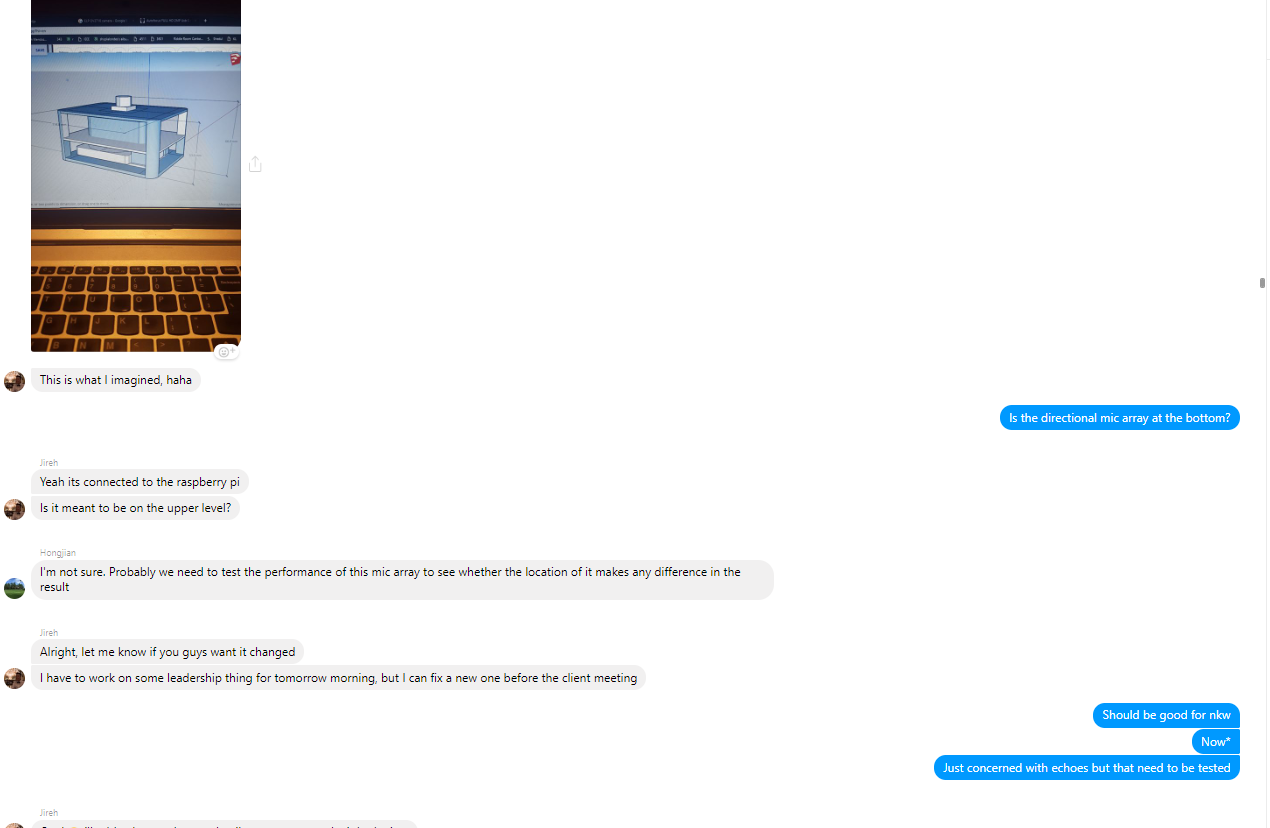 This is what I imagined, haha
Is the directional mic array at the bottom?
Jireh
Yeah its connected to the raspberry pi
Is it meant to be on the upper level?
Hongjian
I'm not sure. Probably we need to test the performance of this mic array to see whether the location of it makes any difference in the
result
Jireh
Alright, let me know if you guys want it changed
I have to work on some leadership thing for tomorrow morning, but I can fix a new one before the client meeting
Should be good for nkw
Now*
Just concerned with echoes but that need to be tested
Jireh